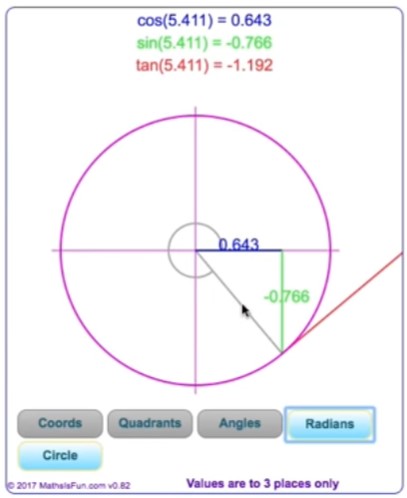 cos(5.411) = 0.643
sin(5.411) = -0.766
tan(5.411) = -1.192
0.643
-0.766
Coords Quadrants Angles Radians
Circle
© 2017 MathsIsFun.com v0.82 Values are to 3 places only